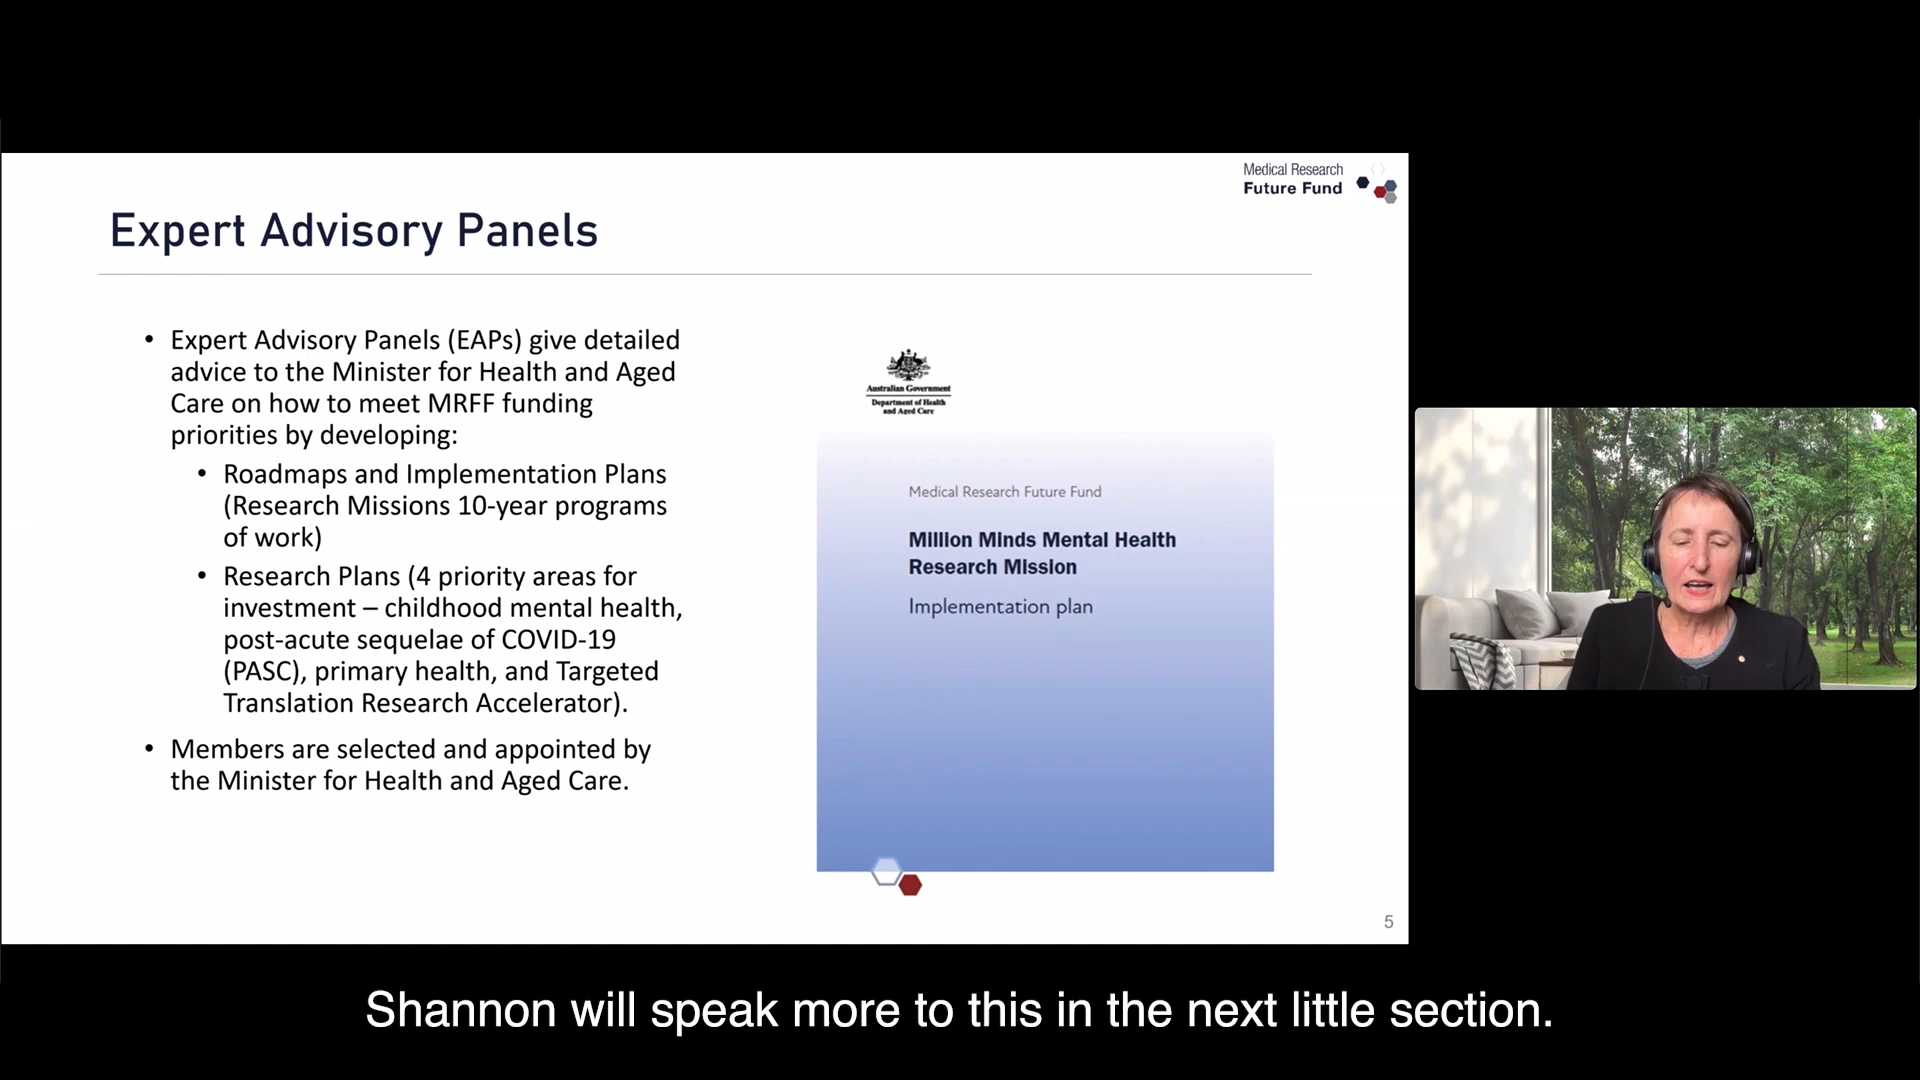 Medical Research
Future Fund
Expert Advisory Panels
• Expert Advisory Panels (EAPs) give detailed
advice to the Minister for Health and Aged
Care on how to meet MRFF funding
priorities by developing:
• Roadmaps and Implementation Plans
(Research Missions 10-year programs
of work)
• Research Plans (4 priority areas for
investment – childhood mental health,
post-acute sequelae of COVID-19
(PASC), primary health, and Targeted
Translation Research Accelerator).
• Members are selected and appointed by
the Minister for Health and Aged Care.
Australian Government
Department of Health
and Aged Care
Medical Research Future Fund
Million Minds Mental Health
Research Mission
Implementation plan
5
Shannon will speak more to this in the next little section.